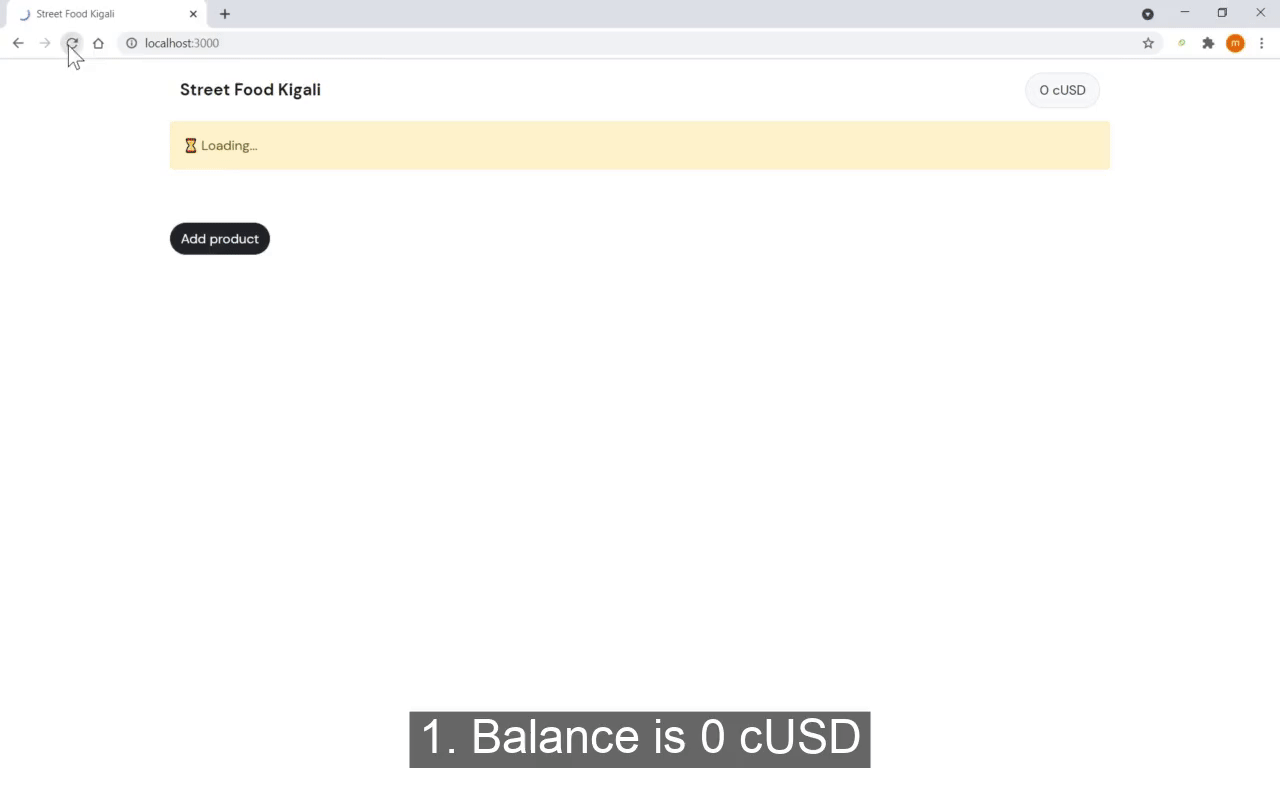 Street Food Kigali
localhost:3000
m
Street Food Kigali
0 cUSD
⌛ Loading...
Add product
1. Balance is 0 cUSD